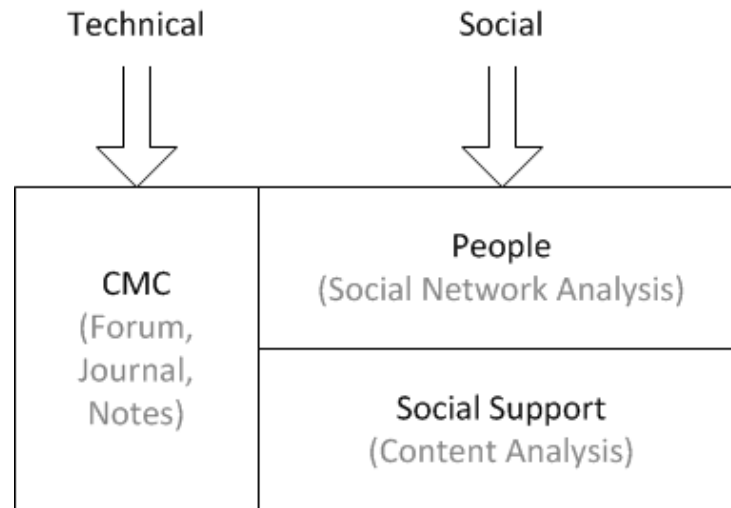 Technical
Social
CMC
(Forum,
Journal,
Notes)
People
(Social Network Analysis)
Social Support
(Content Analysis)